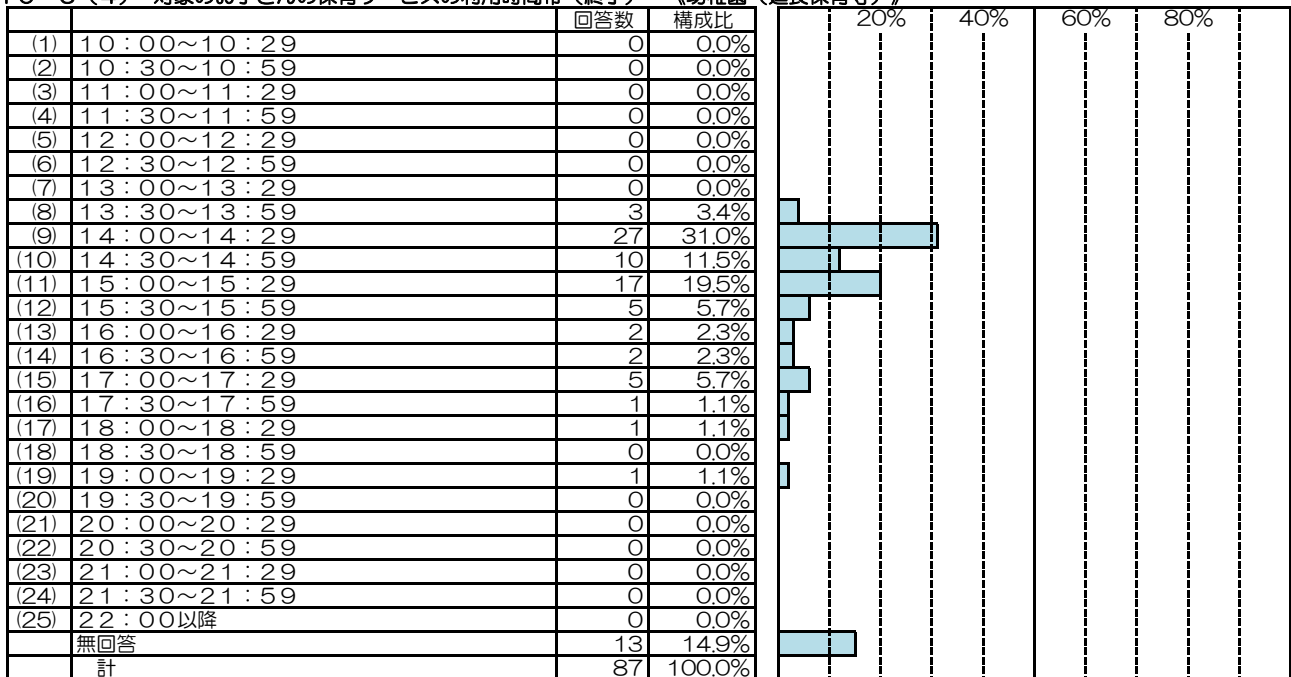 回答数 構成比 20% 40% 60% 80%
(1) 10：00～10：29 0 0.0%
(2) 10：30～10：59 0 0.0%
(3) 11：00～11：29 0 0.0%
(4) 11：30～11：59 0 0.0%
(5) 12：00～12：29 0 0.0%
(6) 12：30～12：59 0 0.0%
(7) 13：00～13：29 0 0.0%
(8) 13：30～13：59 3 3.4%
(9) 14：00～14：29 27 31.0%
(10) 14：30～14：59 10 11.5%
(11) 15：00～15：29 17 19.5%
(12) 15：30～15：59 5 5.7%
(13) 16：00～16：29 2 2.3%
(14) 16：30～16：59 2 2.3%
(15) 17：00～17：29 5 5.7%
(16) 17：30～17：59 1 1.1%
(17) 18：00～18：29 1 1.1%
(18) 18：30～18：59 0 0.0%
(19) 19：00～19：29 1 1.1%
(20) 19：30～19：59 0 0.0%
(21) 20：00～20：29 0 0.0%
(22) 20：30～20：59 0 0.0%
(23) 21：00～21：29 0 0.0%
(24) 21：30～21：59 0 0.0%
(25) 22：00以降 0 0.0%
無回答 13 14.9%
計 87 100.0%